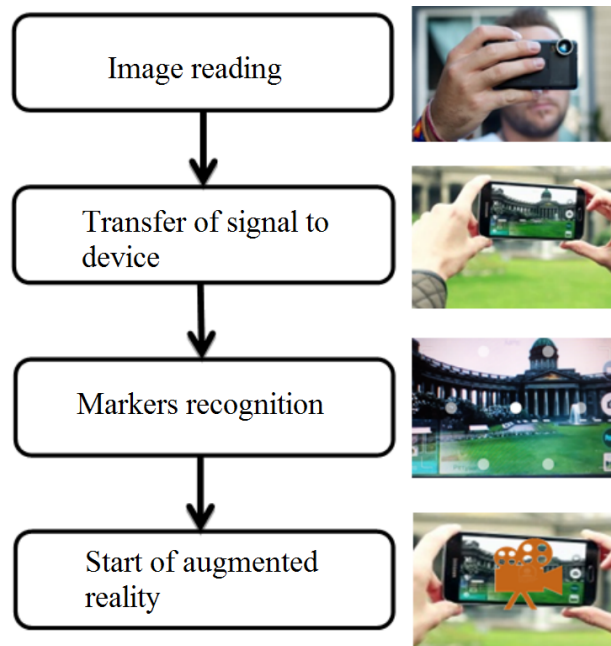 Image reading
Transfer of signal to
device
Markers recognition
Start of augmented
reality